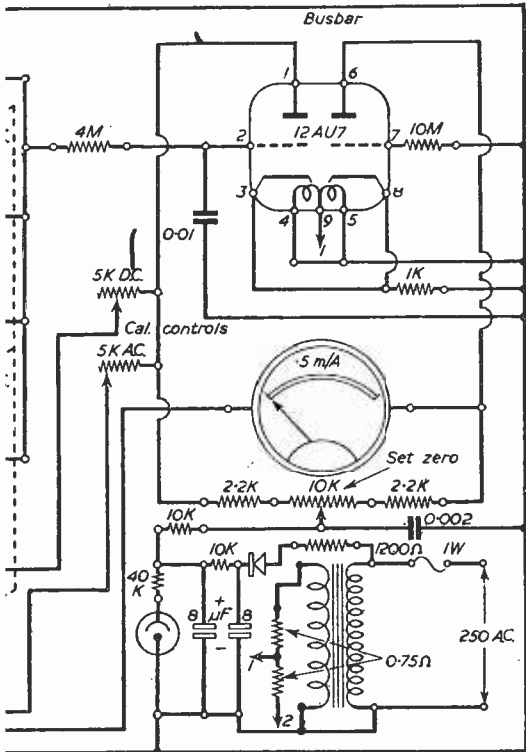 Busbar
1
6
12AU7
4M
2
7
10M
3
8
4
9
5
0·01
1
1K
5K D.C.
Cal. controls
5K A.C.
·5 m/A
Set zero
2·2K
10K
2·2K
10K
0·002
10K
1200Ω
1W
40
K
+
8
μF
8
-
250 A.C.
1
0·75Ω
2